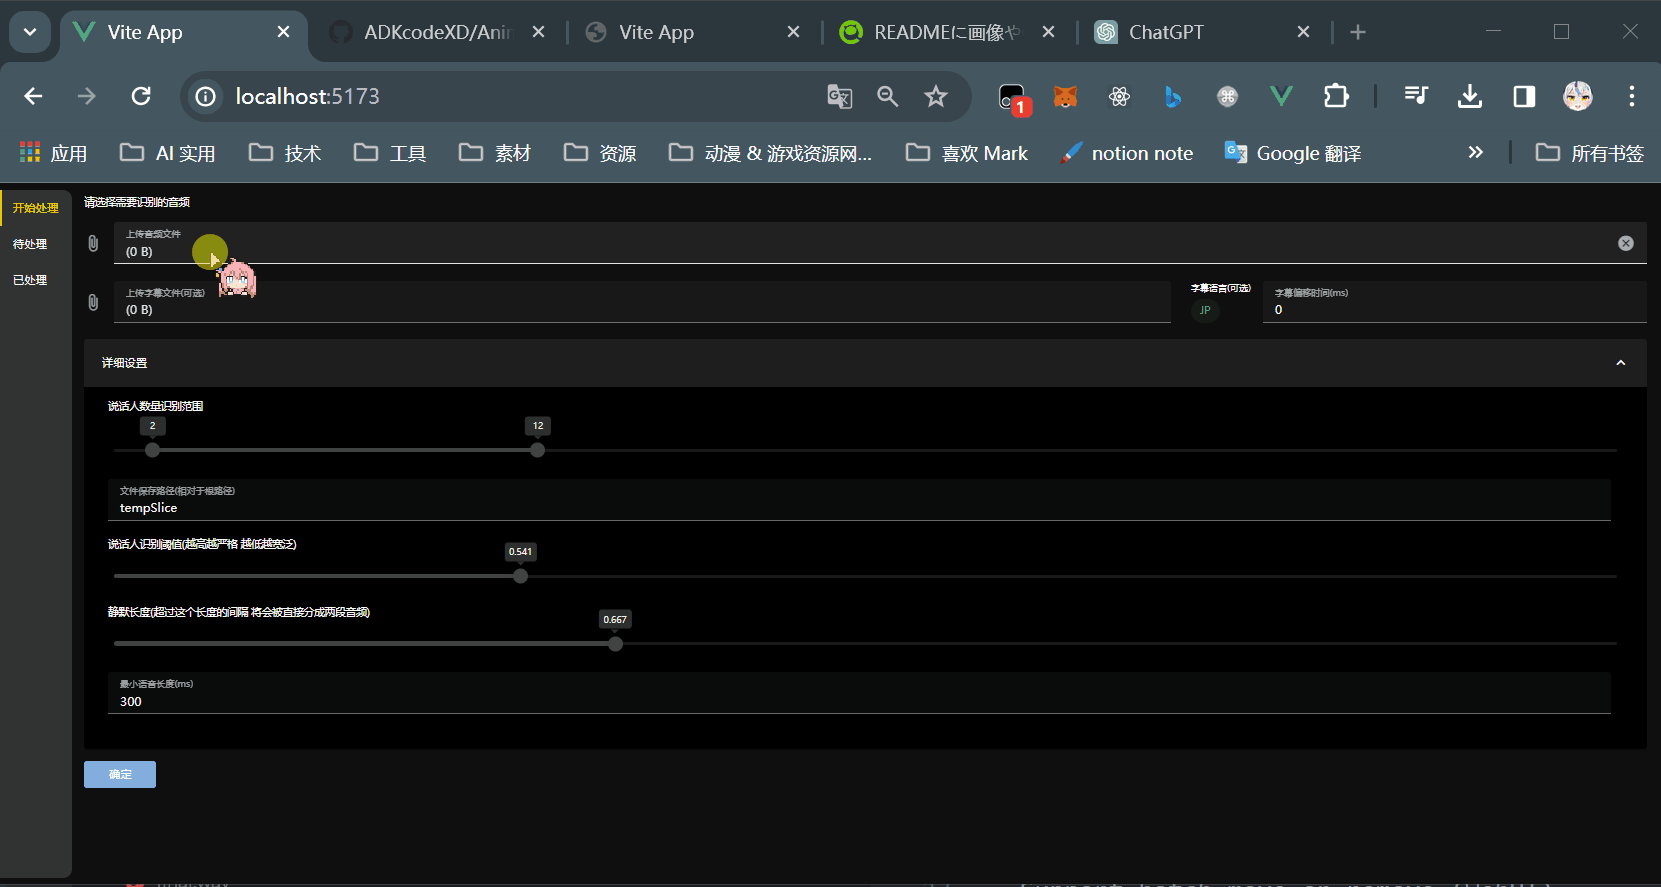 Vite App
ADKcodeXD/Anim
Vite App
READMEに画像や
ChatGPT
localhost:5173
1
应用
AI 实用
技术
工具
素材
资源
动漫 & 游戏资源网...
喜欢 Mark
notion note
Google 翻译
所有书签
开始处理
待处理
已处理
请选择需要识别的音频
上传音频文件
(0 B)
上传字幕文件(可选)
(0 B)
字幕语言(可选)
JP
字幕偏移时间(ms)
0
详细设置
说话人数量识别范围
2
12
文件保存路径(相对于根路径)
tempSlice
说话人识别阈值(越高越严格 越低越宽泛)
0.541
静默长度(超过这个长度的间隔 将会被直接分成两段音频)
0.667
最小语音长度(ms)
300
确定